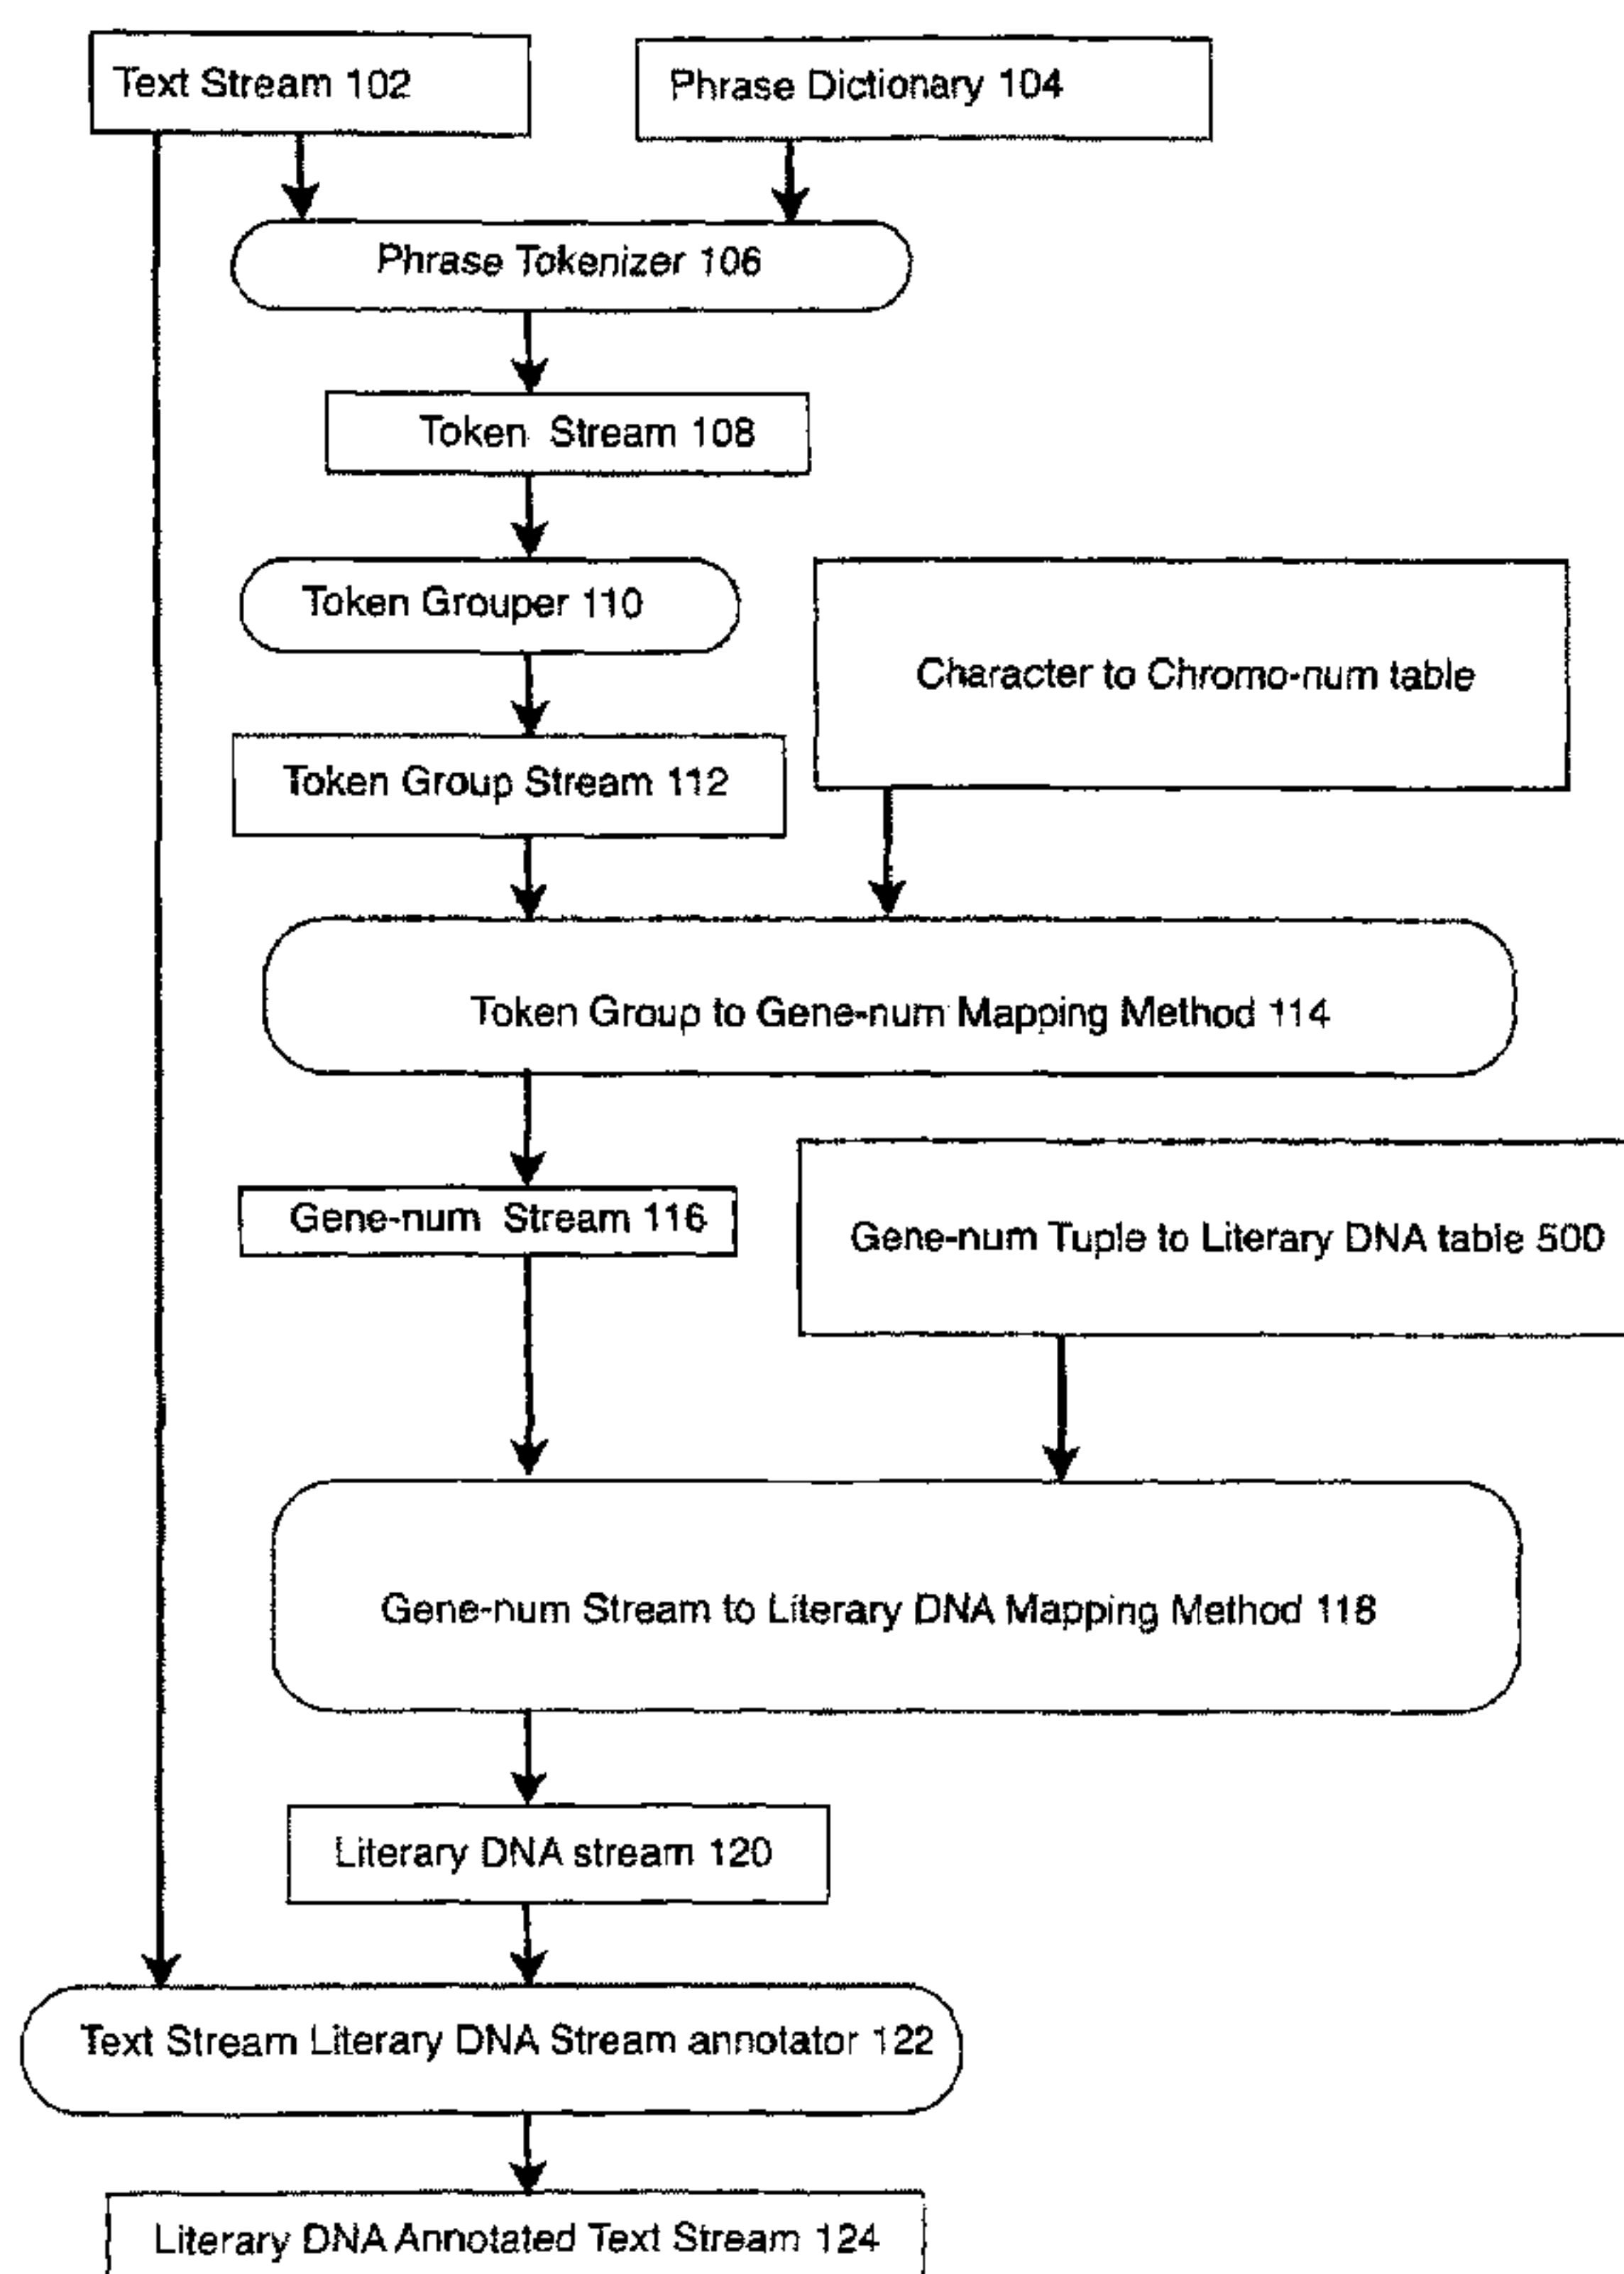 Text Stream 102
Phrase Dictionary 104
Phrase Tokenizer 106
Token Stream 108
Token Grouper 110
Character to Chromo-num table
Token Group Stream 112
Token Group to Gene-num Mapping Method 114
Gene-num Stream 116
Gene-num Tuple to Literary DNA table 500
Gene-num Stream to Literary DNA Mapping Method 118
Literary DNA stream 120
Text Stream Literary DNA Stream annotator 122
Literary DNA Annotated Text Stream 124